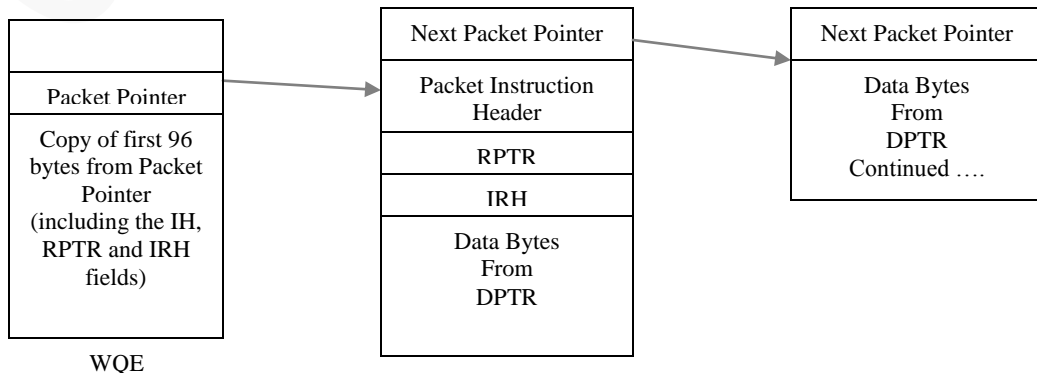 Packet Pointer
Copy of first 96
bytes from Packet
Pointer
(including the IH,
RPTR and IRH
fields)
WQE
Next Packet Pointer
Packet Instruction
Header
RPTR
IRH
Data Bytes
From
DPTR
Next Packet Pointer
Data Bytes
From
DPTR
Continued ….